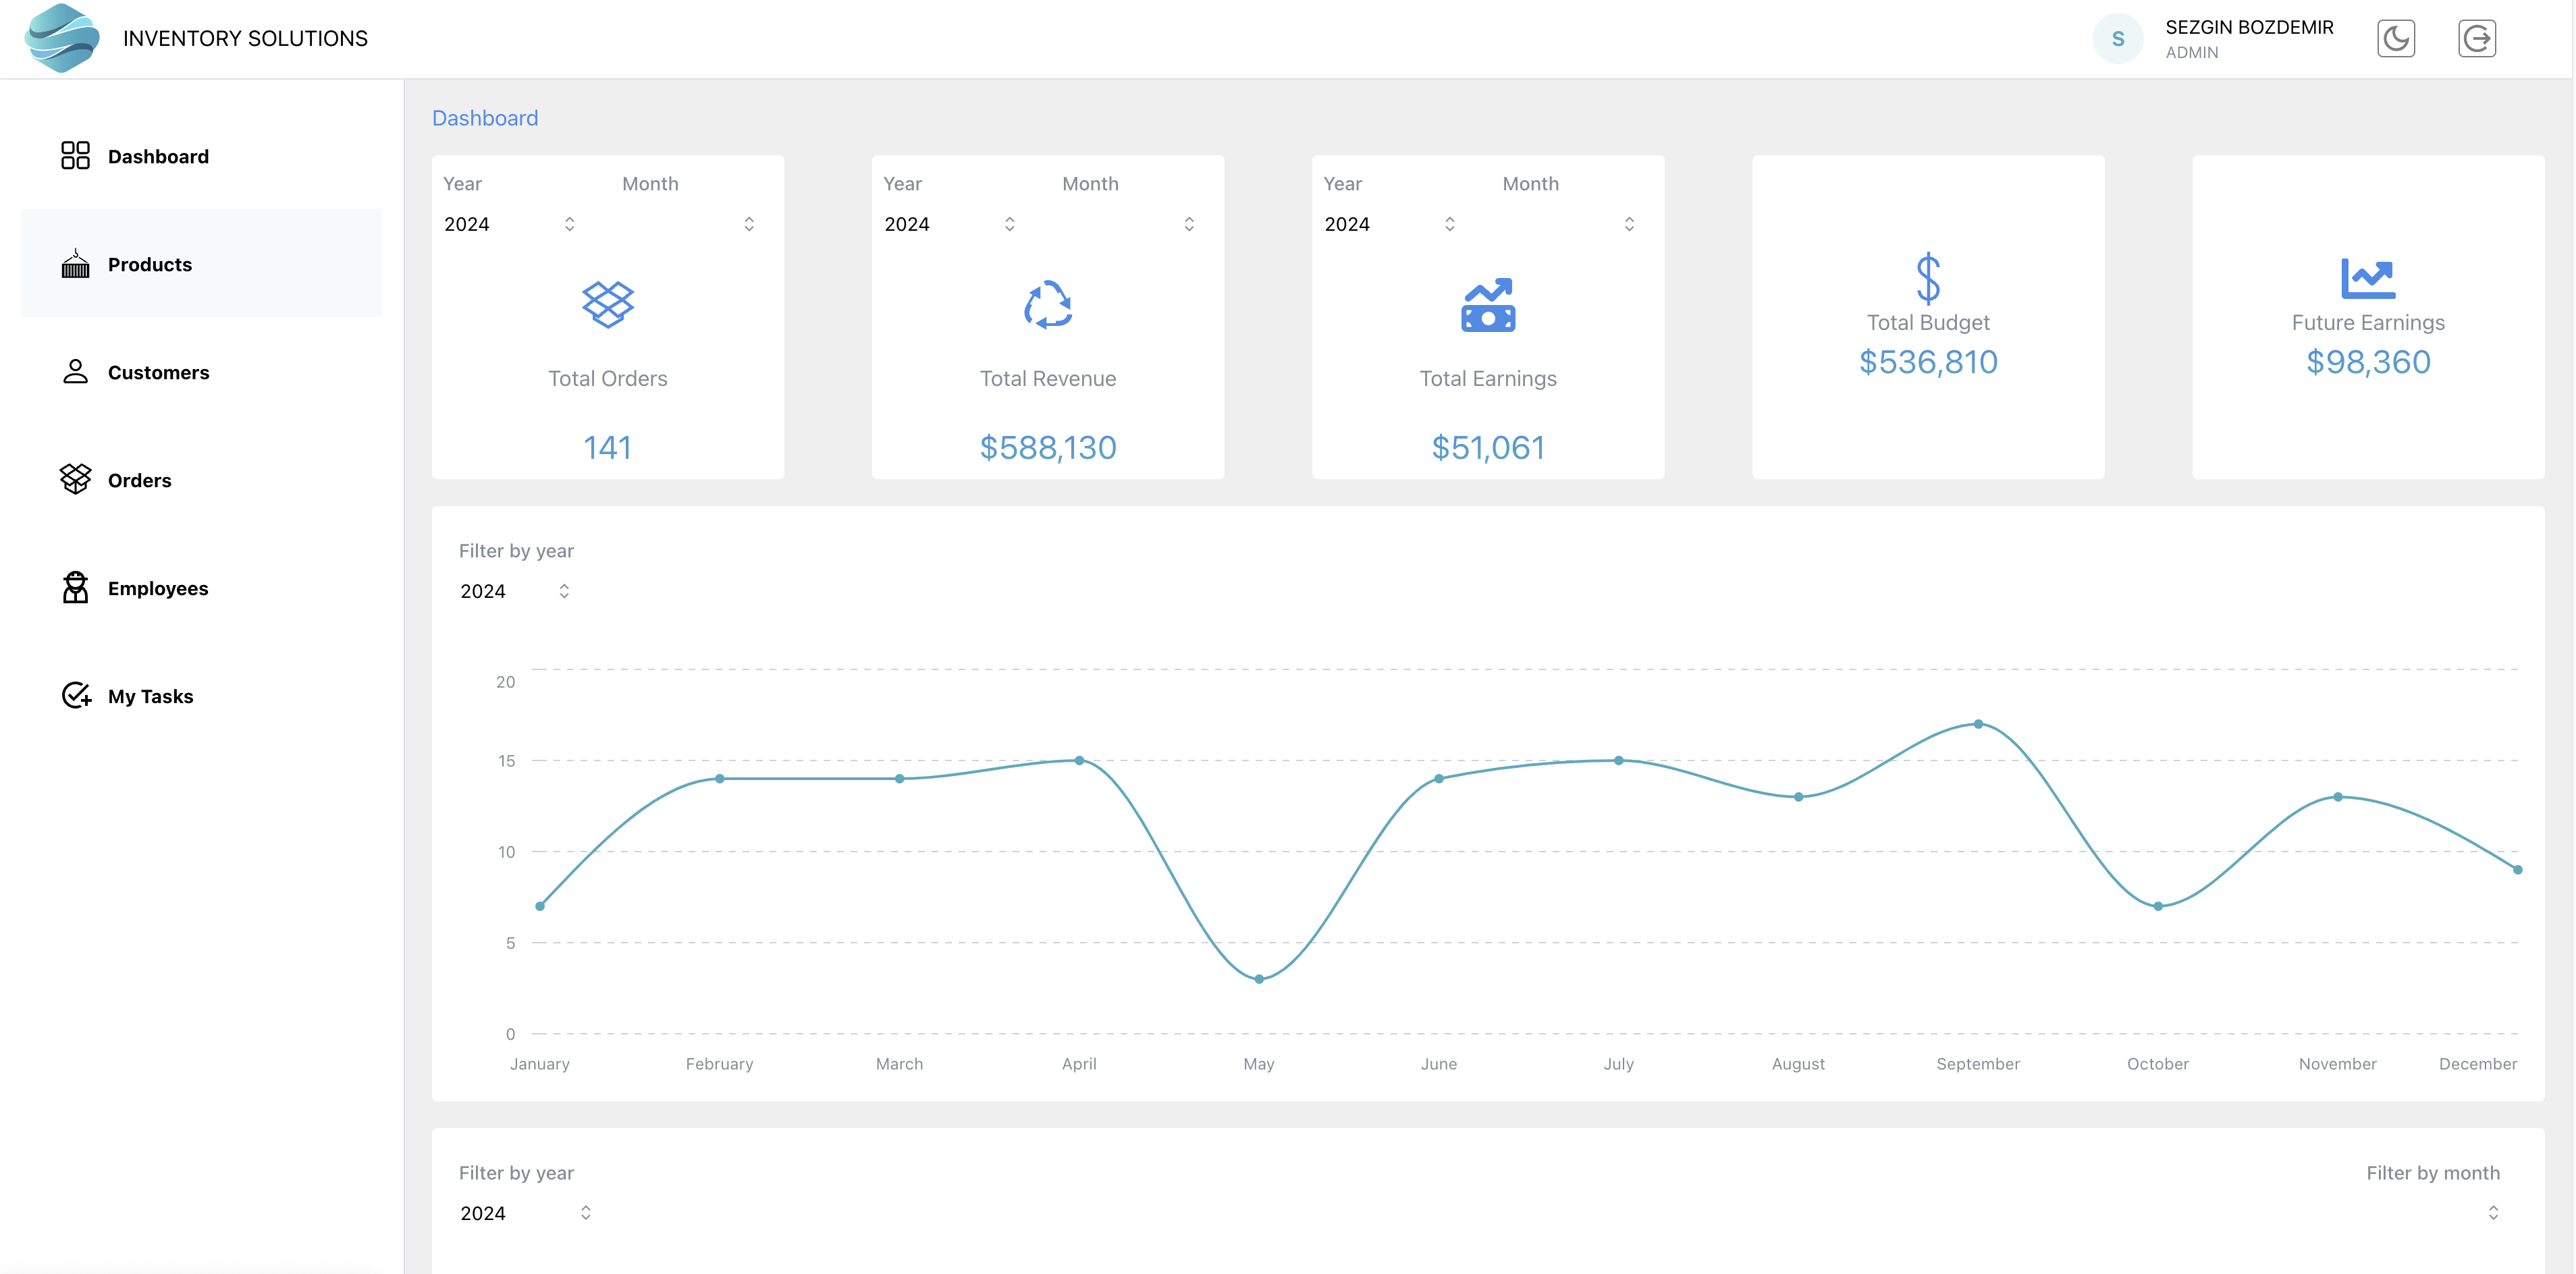 INVENTORY SOLUTIONS
S
SEZGIN BOZDEMIR
ADMIN
Dashboard
Products
Customers
Orders
Employees
My Tasks
Dashboard
Year Month
2024
Total Orders
141
Year Month
2024
Total Revenue
$588,130
Year Month
2024
Total Earnings
$51,061
Total Budget
$536,810
Future Earnings
$98,360
Filter by year
2024
20
15
10
5
0
January February March April May June July August September October November December
Filter by year Filter by month
2024